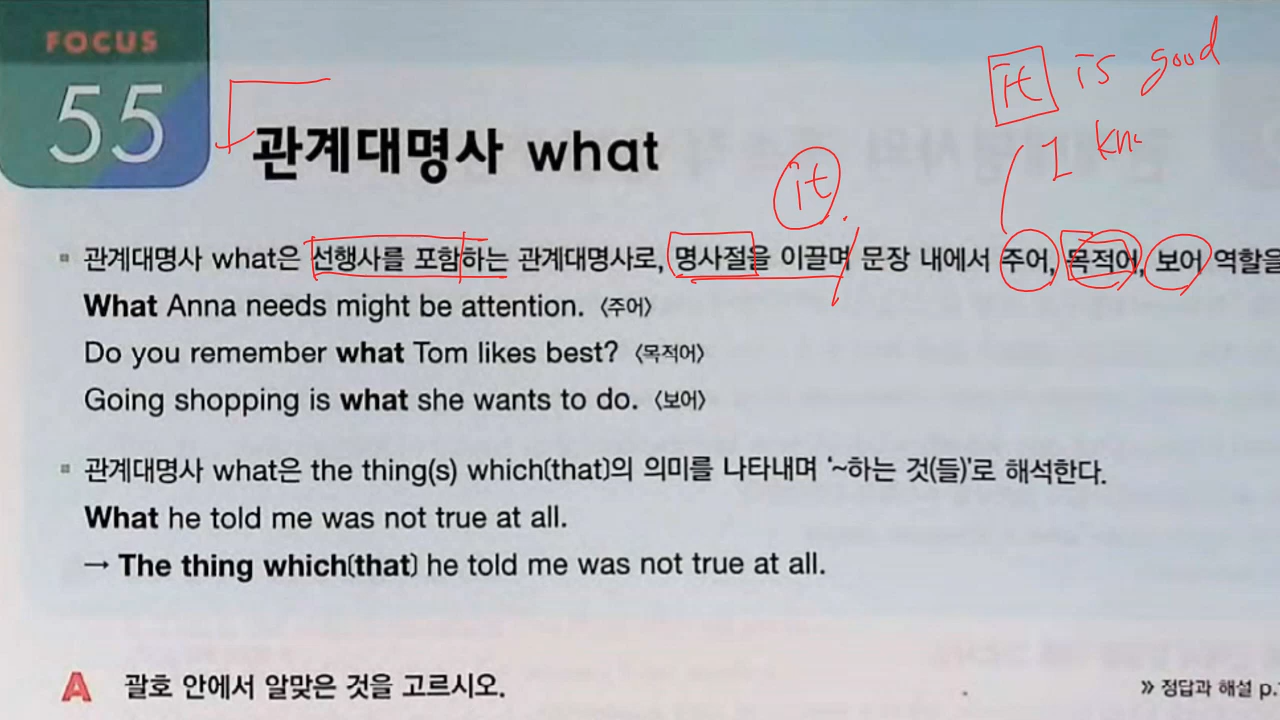 FOCUS
55
관계대명사 what
it is good
I kno
it.
관계대명사 what은 선행사를 포함하는 관계대명사로, 명사절을 이끌며 문장 내에서 주어, 목적어, 보어 역할을
What Anna needs might be attention. 〈주어〉
Do you remember what Tom likes best? 〈목적어〉
Going shopping is what she wants to do. 〈보어〉
관계대명사 what은 the thing(s) which(that)의 의미를 나타내며 ‘~하는 것(들)’로 해석한다.
What he told me was not true at all.
→ The thing which(that) he told me was not true at all.
A 괄호 안에서 알맞은 것을 고르시오.
» 정답과 해설 p.